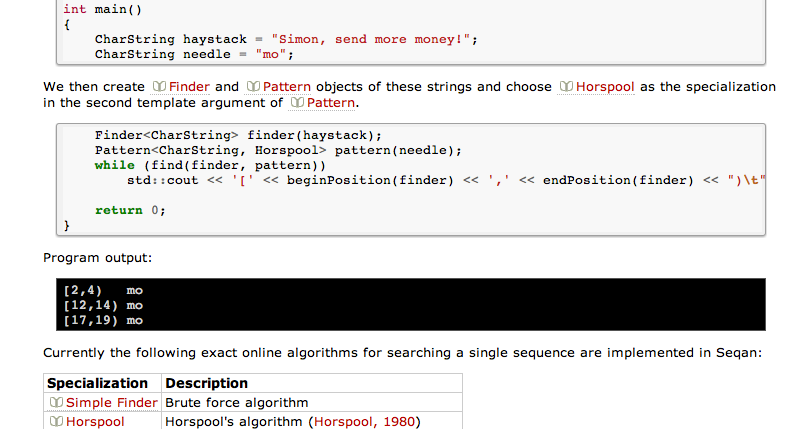 int main()
{
    CharString haystack = "Simon, send more money!";
    CharString needle = "mo";
We then create Finder and Pattern objects of these strings and choose Horspool as the specialization
in the second template argument of Pattern.
    Finder<CharString> finder(haystack);
    Pattern<CharString, Horspool> pattern(needle);
    while (find(finder, pattern))
        std::cout << '[' << beginPosition(finder) << ',' << endPosition(finder) << ")\t"
    return 0;
}
Program output:
[2,4)   mo
[12,14) mo
[17,19) mo
Currently the following exact online algorithms for searching a single sequence are implemented in Seqan:
Specialization Description
Simple Finder Brute force algorithm
Horspool Horspool's algorithm (Horspool, 1980)